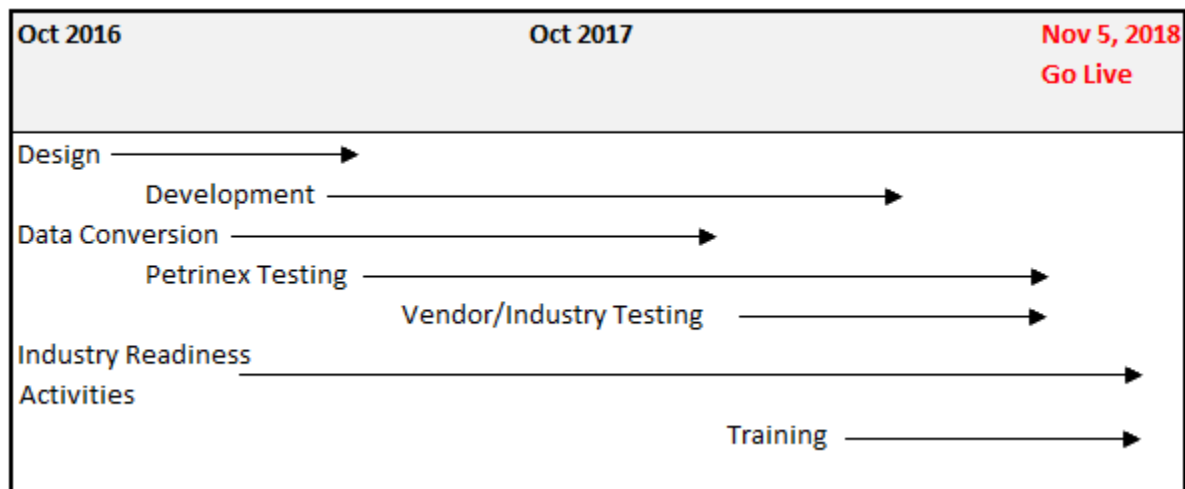 Oct 2016 Oct 2017 Nov 5, 2018
Go Live
Design
Development
Data Conversion
Petrinex Testing
Vendor/Industry Testing
Industry Readiness
Activities
Training